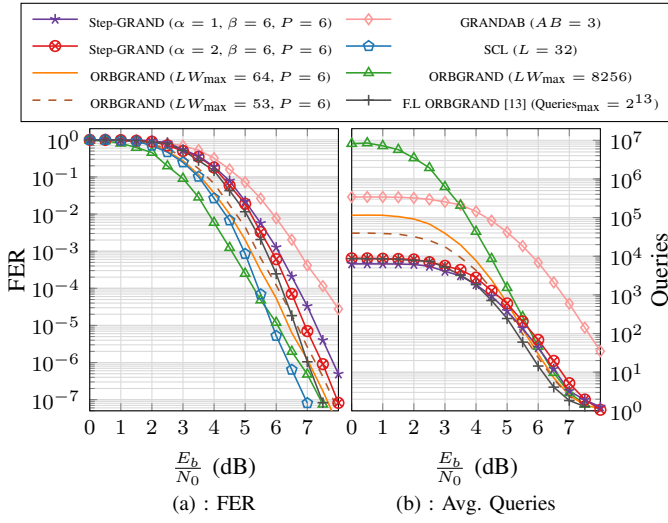 Step-GRAND (α = 1, β = 6, P = 6)
Step-GRAND (α = 2, β = 6, P = 6)
ORBGRAND (LWmax = 64, P = 6)
ORBGRAND (LWmax = 53, P = 6)
GRANDAB (AB = 3)
SCL (L = 32)
ORBGRAND (LWmax = 8256)
F.L ORBGRAND [13] (Queriesmax = 2^13)
FER
10^0
10^−1
10^−2
10^−3
10^−4
10^−5
10^−6
10^−7
0 1 2 3 4 5 6 7
E_b/N_0 (dB)
(a) : FER
0 1 2 3 4 5 6 7
E_b/N_0 (dB)
(b) : Avg. Queries
10^7
10^6
10^5
10^4
10^3
10^2
10^1
10^0
Queries